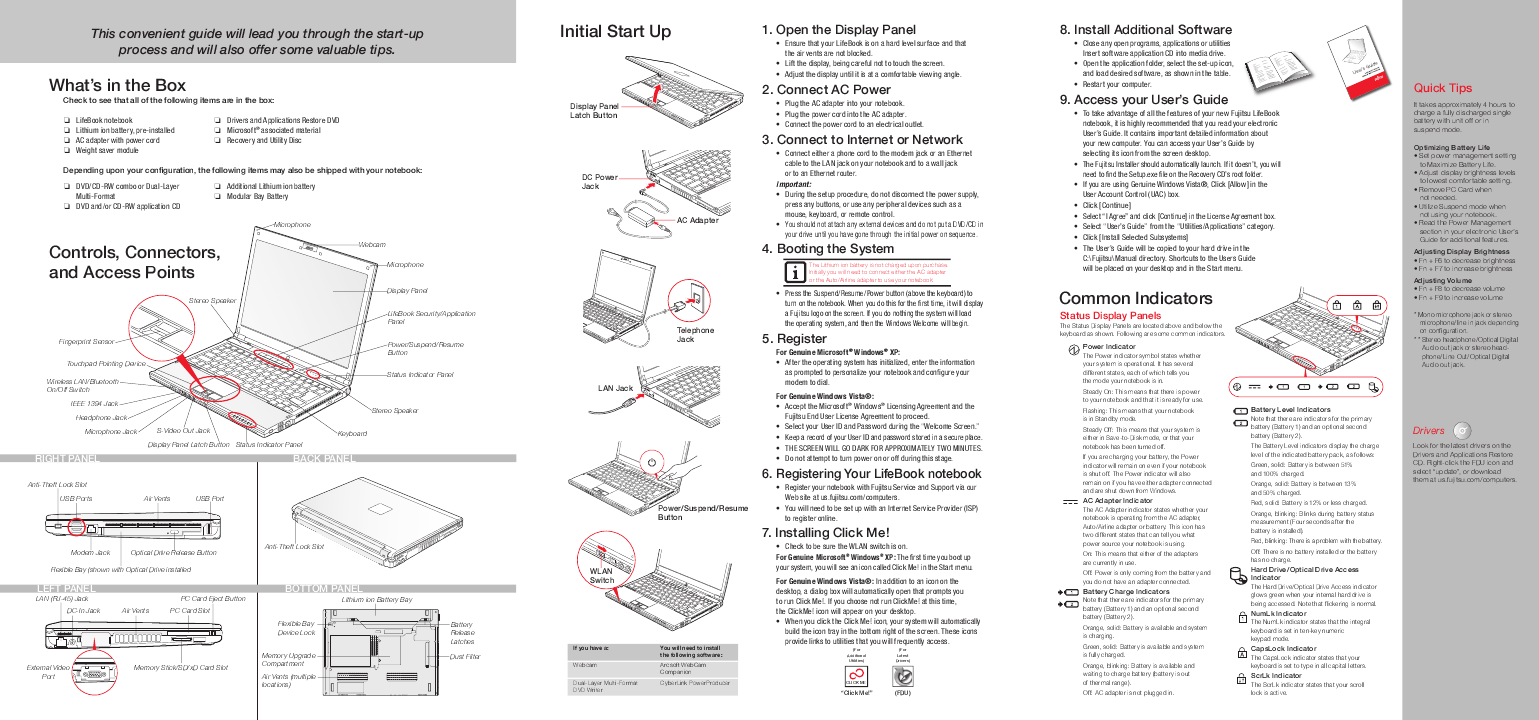 This convenient guide will lead you through the start-up
process and will also offer some valuable tips.
What's in the Box
Check to see that all of the following items are in the box:
❏ LifeBook notebook
❏ Lithium ion battery, pre-installed
❏ AC adapter with power cord
❏ Weight saver module
❏ Drivers and Applications Restore DVD
❏ Microsoft® associated material
❏ Recovery and Utility Disc
Depending upon your configuration, the following items may also be shipped with your notebook:
❏ DVD/CD-RW combo or Dual-Layer
Multi-Format
❏ DVD and/or CD-RW application CD
❏ Additional Lithium ion battery
❏ Modular Bay Battery
Controls, Connectors,
and Access Points
Microphone
Webcam
Microphone
Display Panel
Stereo Speaker
LifeBook Security/Application
Panel
Fingerprint Sensor
Power/Suspend/Resume
Button
Touchpad Pointing Device
Status Indicator Panel
Wireless LAN/Bluetooth
On/Off Switch
IEEE 1394 Jack
Stereo Speaker
Headphone Jack
Microphone Jack
S-Video Out Jack
Keyboard
Display Panel Latch Button
Status Indicator Panel
RIGHT PANEL
Anti-Theft Lock Slot
USB Ports
Air Vents
USB Port
Modem Jack
Optical Drive Release Button
Flexible Bay (shown with Optical Drive installed
BACK PANEL
Anti-Theft Lock Slot
LEFT PANEL
LAN (RJ-45) Jack
PC Card Eject Button
DC-In Jack
Air Vents
PC Card Slot
External Video
Port
Memory Stick/SD/xD Card Slot
BOTTOM PANEL
Lithium ion Battery Bay
Flexible Bay
Device Lock
Battery
Release
Latches
Memory Upgrade
Compartment
Dust Filter
Air Vents (multiple
locations)
Initial Start Up
Display Panel
Latch Button
DC Power
Jack
AC Adapter
Telephone
Jack
LAN Jack
Power/Suspend/Resume
Button
WLAN
Switch
If you have a:
You will need to install
the following software:
Webcam
Arcsoft WebCam
Companion
Dual-Layer Multi-Format
DVD Writer
CyberLink PowerProducer
1. Open the Display Panel
• Ensure that your LifeBook is on a hard level surface and that
the air vents are not blocked.
• Lift the display, being careful not to touch the screen.
• Adjust the display until it is at a comfortable viewing angle.
2. Connect AC Power
• Plug the AC adapter into your notebook.
• Plug the power cord into the AC adapter.
• Connect the power cord to an electrical outlet.
3. Connect to Internet or Network
• Connect either a phone cord to the modem jack or an Ethernet
cable to the LAN jack on your notebook and to a wall jack
or to an Ethernet router.
Important:
• During the setup procedure, do not disconnect the power supply,
press any buttons, or use any peripheral devices such as a
mouse, keyboard, or remote control.
• You should not attach any external devices and do not put a DVD/CD in
your drive until you have gone through the initial power on sequence.
4. Booting the System
The Lithium ion battery is not charged upon purchase.
Initially you will need to connect either the AC adapter
or the Auto/Airline adapter to use your notebook.
• Press the Suspend/Resume/Power button (above the keyboard) to
turn on the notebook. When you do this for the first time, it will display
a Fujitsu logo on the screen. If you do nothing the system will load
the operating system, and then the Windows Welcome will begin.
5. Register
For Genuine Microsoft® Windows® XP:
• After the operating system has initialized, enter the information
as prompted to personalize your notebook and configure your
modem to dial.
For Genuine Windows Vista®:
• Accept the Microsoft® Windows® Licensing Agreement and the
Fujitsu End User License Agreement to proceed.
• Select your User ID and Password during the "Welcome Screen."
• Keep a record of your User ID and password stored in a secure place.
• THE SCREEN WILL GO DARK FOR APPROXIMATELY TWO MINUTES.
• Do not attempt to turn power on or off during this stage.
6. Registering Your LifeBook notebook
• Register your notebook with Fujitsu Service and Support via our
Web site at us.fujitsu.com/computers.
• You will need to be set up with an Internet Service Provider (ISP)
to register online.
7. Installing Click Me!
• Check to be sure the WLAN switch is on.
For Genuine Microsoft® Windows® XP: The first time you boot up
your system, you will see an icon called Click Me! in the Start menu.
For Genuine Windows Vista®: In addition to an icon on the
desktop, a dialog box will automatically open that prompts you
to run Click Me!. If you choose not run ClickMe! at this time,
the ClickMe! icon will appear on your desktop.
• When you click the Click Me! icon, your system will automatically
build the icon tray in the bottom right of the screen. These icons
provide links to utilities that you will frequently access.
(For
Additional
Utilities)
(For
Latest
Drivers)
CLICK ME
"Click Me!"
(FDU)
8. Install Additional Software
• Close any open programs, applications or utilities
Insert software application CD into media drive.
• Open the application folder, select the set-up icon,
and load desired software, as shown in the table.
• Restart your computer.
User's Guide
9. Access your User's Guide
• To take advantage of all the features of your new Fujitsu LifeBook
notebook, it is highly recommended that you read your electronic
User's Guide. It contains important detailed information about
your new computer. You can access your User's Guide by
selecting its icon from the screen desktop.
• The Fujitsu Installer should automatically launch. If it doesn't, you will
need to find the Setup.exe file on the Recovery CD's root folder.
• If you are using Genuine Windows Vista®, Click [Allow] in the
User Account Control (UAC) box.
• Click [Continue]
• Select "I Agree" and click [Continue] in the License Agreement box.
• Select "User's Guide" from the "Utilities/Applications" category.
• Click [Install Selected Subsystems]
• The User's Guide will be copied to your hard drive in the
C:\Fujitsu\Manual directory. Shortcuts to the Users Guide
will be placed on your desktop and in the Start menu.
Common Indicators
Status Display Panels
The Status Display Panels are located above and below the
keyboard as shown. Following are some common indicators.
Power Indicator
The Power indicator symbol states whether
your system is operational. It has several
different states, each of which tells you
the mode your notebook is in.
Steady On: This means that there is power
to your notebook and that it is ready for use.
Flashing: This means that your notebook
is in Standby mode.
Steady Off: This means that your system is
either in Save-to-Disk mode, or that your
notebook has been turned off.
If you are charging your battery, the Power
indicator will remain on even if your notebook
is shut off. The Power indicator will also
remain on if you have either adapter connected
and are shut down from Windows.
AC Adapter Indicator
The AC Adapter indicator states whether your
notebook is operating from the AC adapter,
Auto/Airline adapter or battery. This icon has
two different states that can tell you what
power source your notebook is using.
On: This means that either of the adapters
are currently in use.
Off: Power is only coming from the battery and
you do not have an adapter connected.
Battery Charge Indicators
Note that there are indicators for the primary
battery (Battery 1) and an optional second
battery (Battery 2).
Orange, solid: Battery is available and system
is charging.
Green, solid: Battery is available and system
is fully charged.
Orange, blinking: Battery is available and
waiting to charge battery (battery is out
of thermal range).
Off: AC adapter is not plugged in.
Battery Level Indicators
Note that there are indicators for the primary
battery (Battery 1) and an optional second
battery (Battery 2).
The Battery Level indicators display the charge
level of the indicated battery pack, as follows:
Green, solid: Battery is between 51%
and 100% charged.
Orange, solid: Battery is between 13%
and 50% charged.
Red, solid: Battery is 12% or less charged.
Orange, blinking: Blinks during battery status
measurement (Four seconds after the
battery is installed).
Red, blinking: There is a problem with the battery.
Off: There is no battery installed or the battery
has no charge.
Hard Drive/Optical Drive Access
Indicator
The Hard Drive/Optical Drive Access indicator
glows green when your internal hard drive is
being accessed. Note that flickering is normal.
NumLk Indicator
The NumLk indicator states that the integral
keyboard is set in ten-key numeric
keypad mode.
CapsLock Indicator
The CapsLock indicator states that your
keyboard is set to type in all capital letters.
ScrLk Indicator
The ScrLk indicator states that your scroll
lock is active.
Quick Tips
It takes approximately 4 hours to
charge a fully discharged single
battery with unit off or in
suspend mode.
Optimizing Battery Life
• Set power management setting
to Maximize Battery Life.
• Adjust display brightness levels
to lowest comfortable setting.
• Remove PC Card when
not needed.
• Utilize Suspend mode when
not using your notebook.
• Read the Power Management
section in your electronic User's
Guide for additional features.
Adjusting Display Brightness
• Fn + F6 to decrease brightness
• Fn + F7 to increase brightness
Adjusting Volume
• Fn + F8 to decrease volume
• Fn + F9 to increase volume
* Mono microphone jack or stereo
microphone/line in jack depending
on configuration.
** Stereo headphone/Optical Digital
Audio out jack or stereo head-
phone/Line Out/Optical Digital
Audio out jack.
Drivers
Look for the latest drivers on the
Drivers and Applications Restore
CD. Right-click the FDU icon and
select "update", or download
them at us.fujitsu.com/computers.